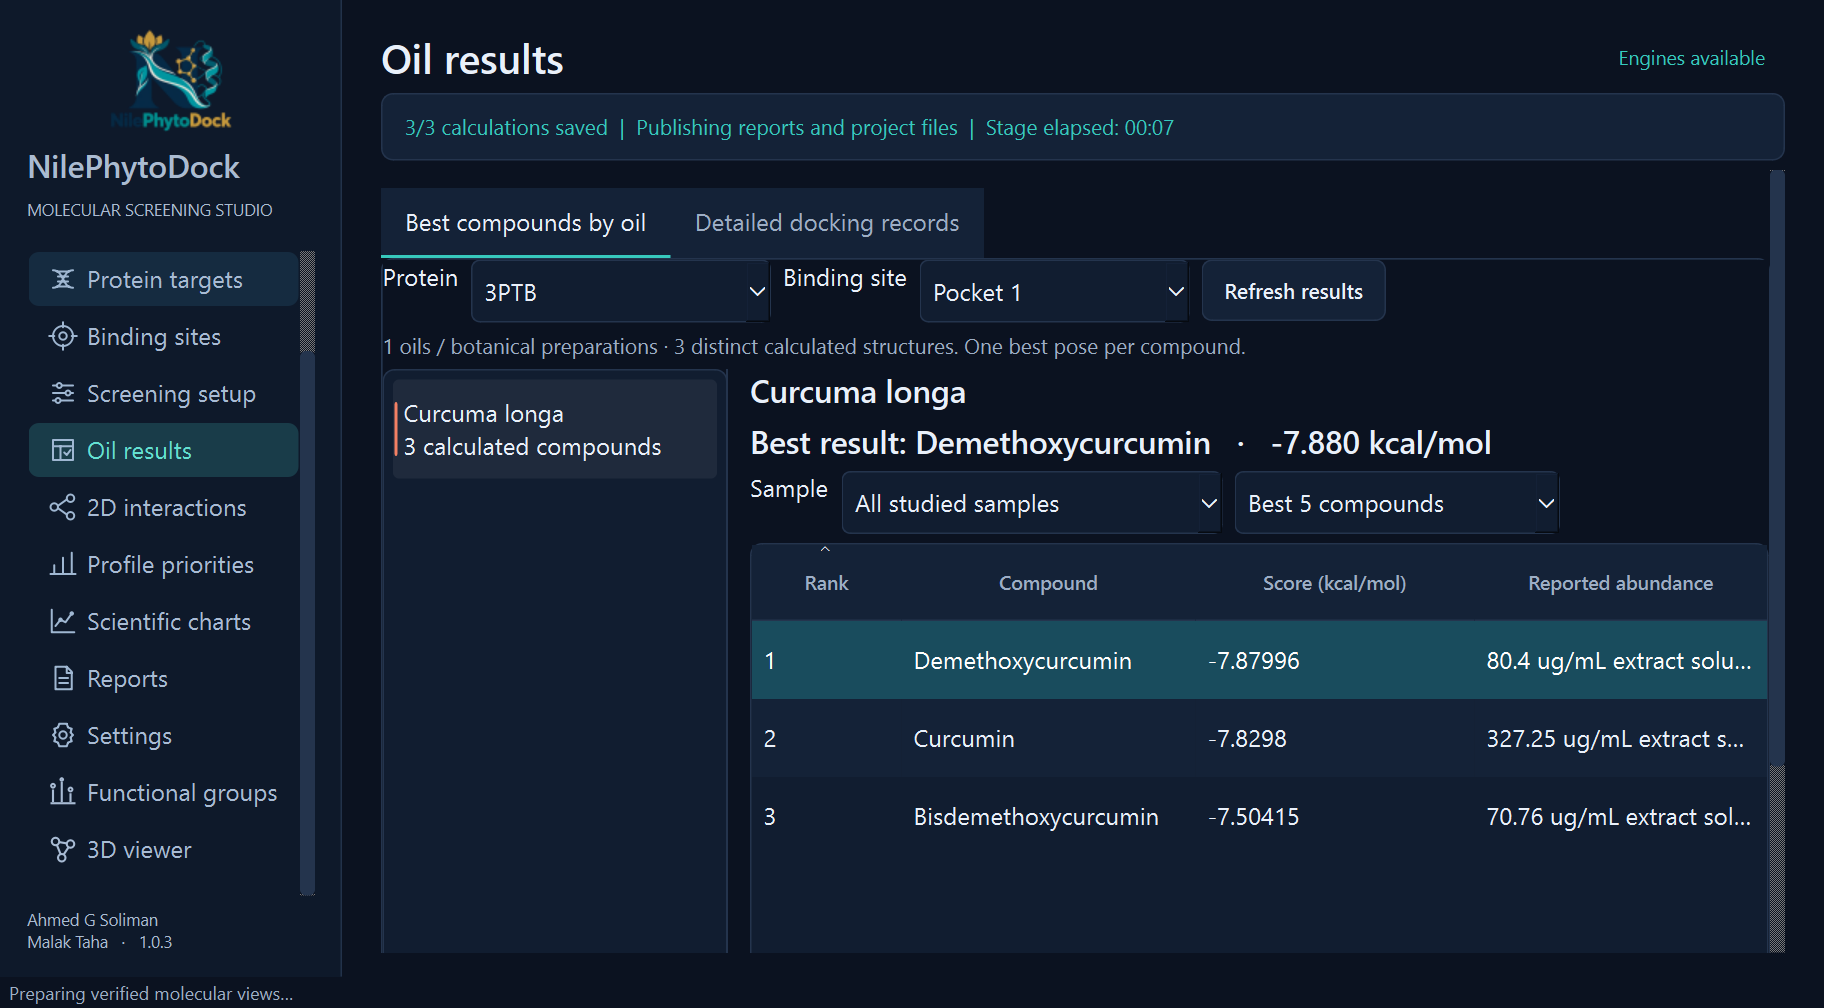 NilePhytoDock
NilePhytoDock
MOLECULAR SCREENING STUDIO
Protein targets
Binding sites
Screening setup
Oil results
2D interactions
Profile priorities
Scientific charts
Reports
Settings
Functional groups
3D viewer
Ahmed G Soliman
Malak Taha · 1.0.3
Preparing verified molecular views...
Oil results
Engines available
3/3 calculations saved | Publishing reports and project files | Stage elapsed: 00:07
Best compounds by oil Detailed docking records
Protein 3PTB Binding site Pocket 1 Refresh results
1 oils / botanical preparations · 3 distinct calculated structures. One best pose per compound.
Curcuma longa
3 calculated compounds
Curcuma longa
Best result: Demethoxycurcumin · -7.880 kcal/mol
Sample All studied samples Best 5 compounds
Rank Compound Score (kcal/mol) Reported abundance
1 Demethoxycurcumin -7.87996 80.4 ug/mL extract solu...
2 Curcumin -7.8298 327.25 ug/mL extract s...
3 Bisdemethoxycurcumin -7.50415 70.76 ug/mL extract sol...